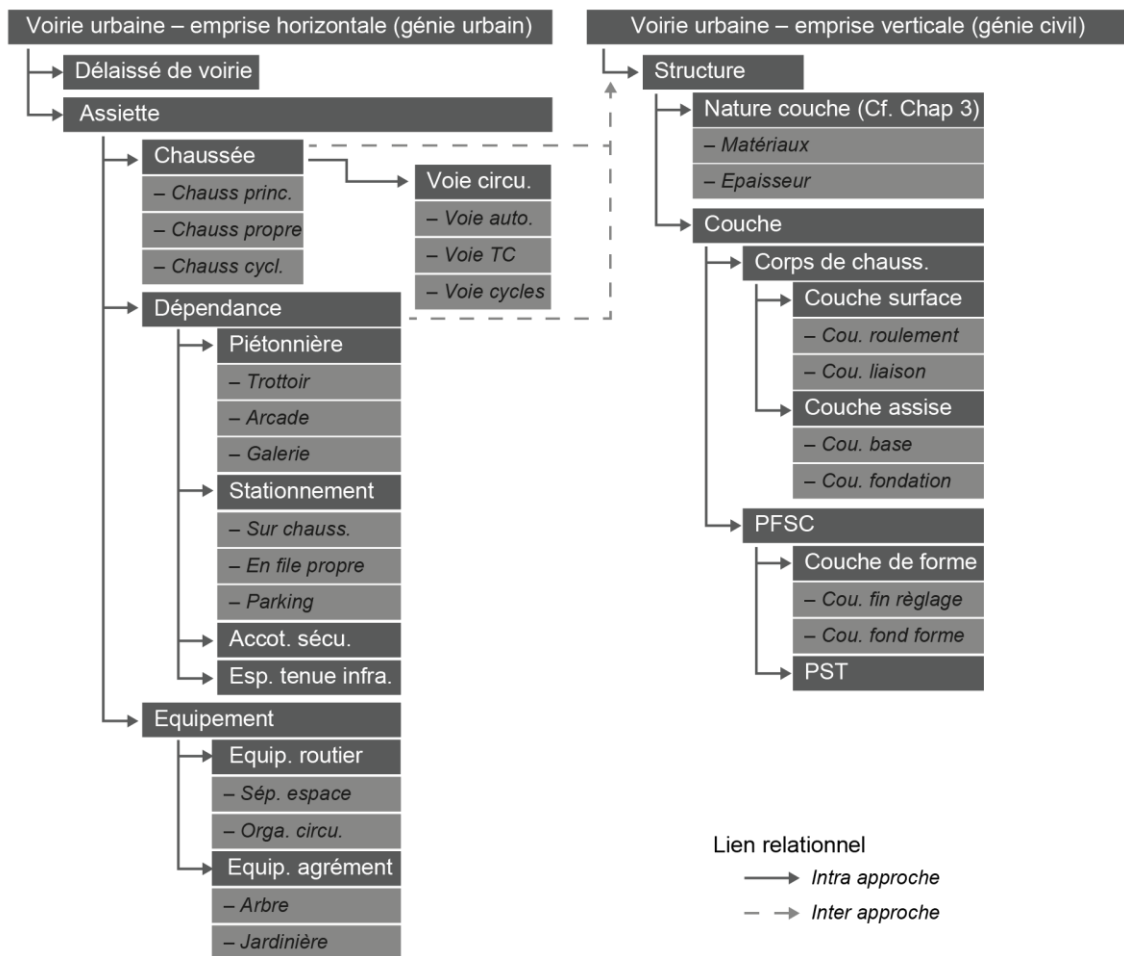 Voirie urbaine – emprise horizontale (génie urbain)
Délaissé de voirie
Assiette
Chaussée
– Chauss princ.
– Chauss propre
– Chauss cycl.
Voie circu.
– Voie auto.
– Voie TC
– Voie cycles
Dépendance
Piétonnière
– Trottoir
– Arcade
– Galerie
Stationnement
– Sur chauss.
– En file propre
– Parking
Accot. sécu.
Esp. tenue infra.
Equipement
Equip. routier
– Sép. espace
– Orga. circu.
Equip. agrément
– Arbre
– Jardinière
Voirie urbaine – emprise verticale (génie civil)
Structure
Nature couche (Cf. Chap 3)
– Matériaux
– Epaisseur
Couche
Corps de chauss.
Couche surface
– Cou. roulement
– Cou. liaison
Couche assise
– Cou. base
– Cou. fondation
PFSC
Couche de forme
– Cou. fin règlage
– Cou. fond forme
PST
Lien relationnel
Intra approche
Inter approche